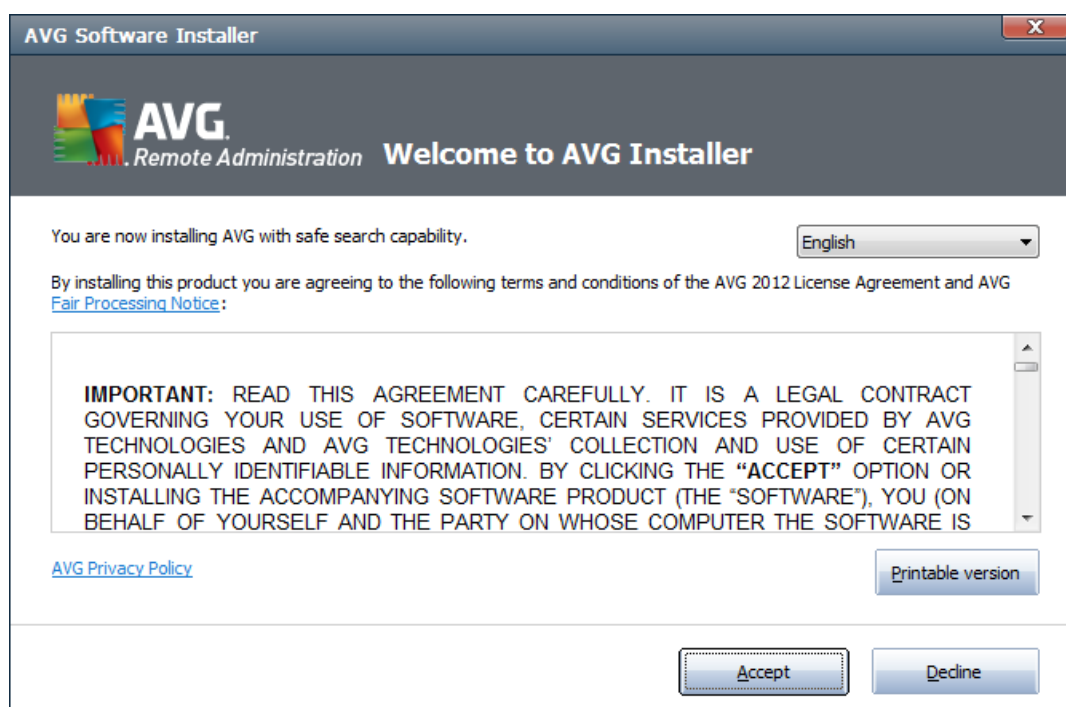 AVG Software Installer
AVG.
Remote Administration
Welcome to AVG Installer
You are now installing AVG with safe search capability.
English
By installing this product you are agreeing to the following terms and conditions of the AVG 2012 License Agreement and AVG
Fair Processing Notice:
IMPORTANT: READ THIS AGREEMENT CAREFULLY. IT IS A LEGAL CONTRACT
GOVERNING YOUR USE OF SOFTWARE, CERTAIN SERVICES PROVIDED BY AVG
TECHNOLOGIES AND AVG TECHNOLOGIES’ COLLECTION AND USE OF CERTAIN
PERSONALLY IDENTIFIABLE INFORMATION. BY CLICKING THE “ACCEPT” OPTION OR
INSTALLING THE ACCOMPANYING SOFTWARE PRODUCT (THE “SOFTWARE”), YOU (ON
BEHALF OF YOURSELF AND THE PARTY ON WHOSE COMPUTER THE SOFTWARE IS
AVG Privacy Policy
Printable version
Accept
Decline